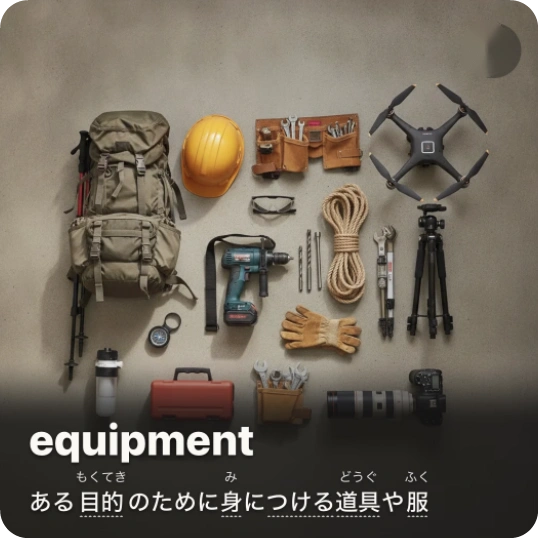 equipment
もくてき み どうぐ ふく
ある目的のために身につける道具や服